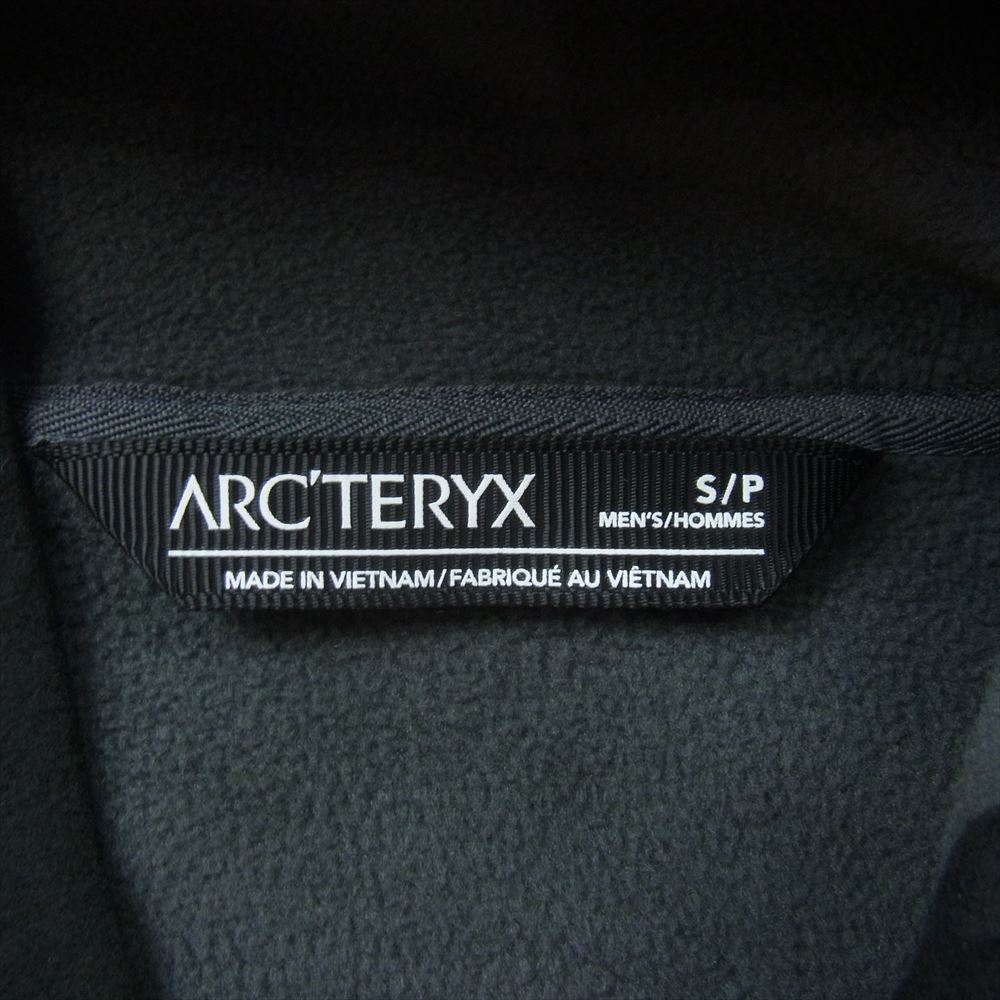 ARC'TERYX
S/P
MEN'S/HOMMES
MADE IN VIETNAM/FABRIQUÉ AU VIÊTNAM